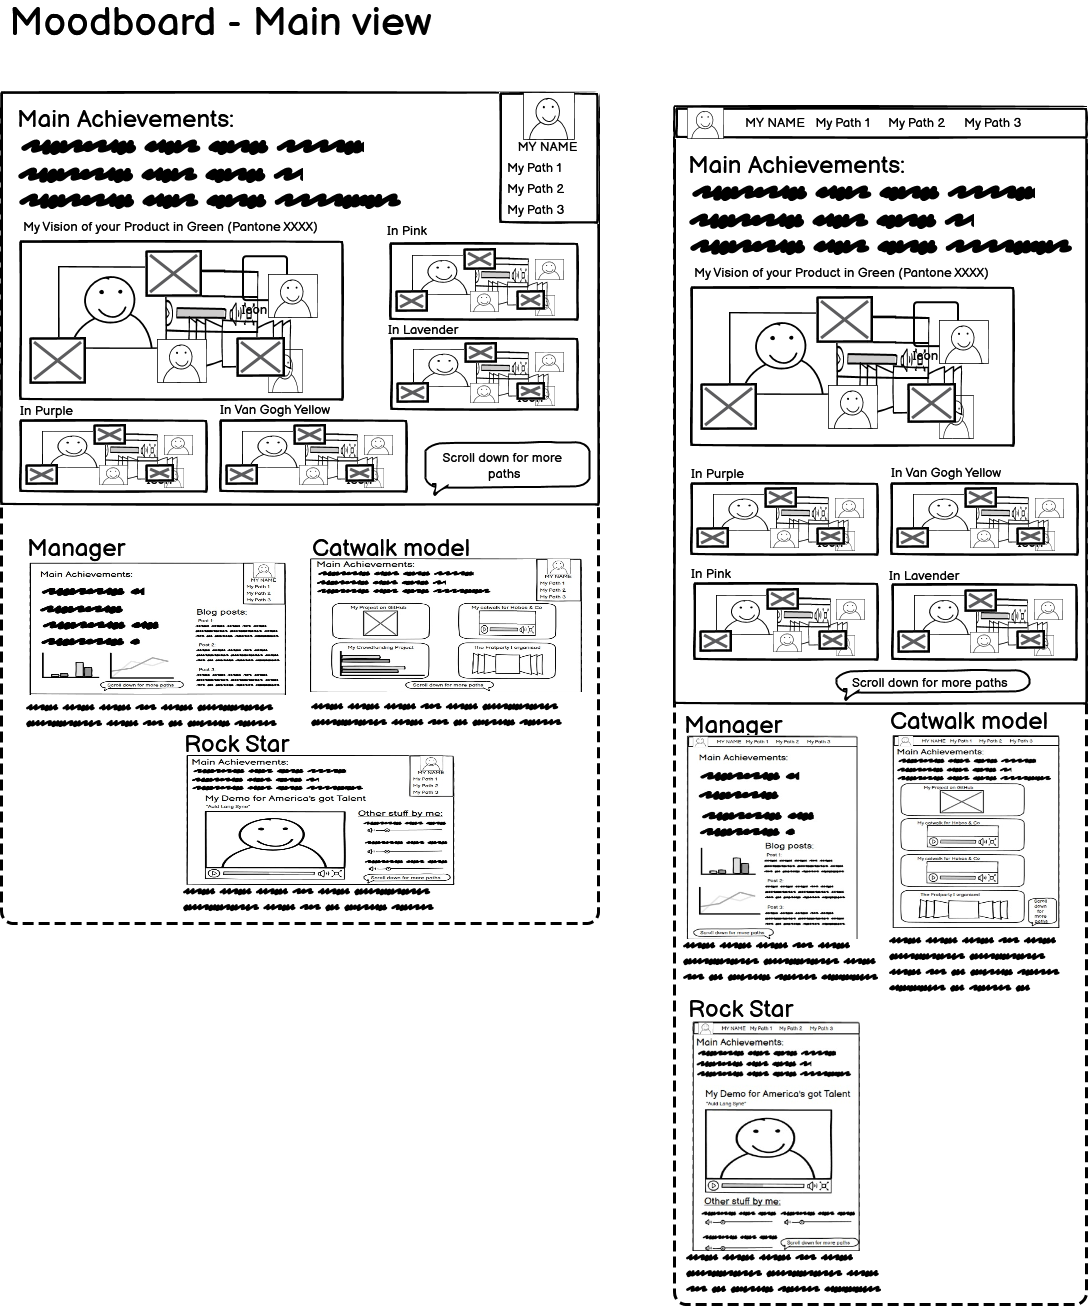 Moodboard - Main view
Main Achievements:
MY NAME
My Path 1
My Path 2
My Path 3
My Vision of your Product in Green (Pantone XXXX)
Icon
In Pink
In Lavender
In Purple
In Van Gogh Yellow
Scroll down for more
paths
Manager
Main Achievements:
MY NAME
My Path 1
My Path 2
My Path 3
Blog posts:
Post 1
Post 2
Post 3
Scroll down for more paths
Catwalk model
Main Achievements:
MY NAME
My Path 1
My Path 2
My Path 3
My Project on GitHub
My catwalk for Hobos & Co
My Crowdfunding Project
The Fratparty I organised
Scroll down for more paths
Rock Star
Main Achievements:
MY NAME
My Path 1
My Path 2
My Path 3
My Demo for America's got Talent
"Auld Lang Syne"
Other stuff by me:
Scroll down for more paths
MY NAME My Path 1 My Path 2 My Path 3
Main Achievements:
My Vision of your Product in Green (Pantone XXXX)
Icon
In Purple
In Van Gogh Yellow
In Pink
In Lavender
Scroll down for more paths
Manager
MY NAME My Path 1 My Path 2 My Path 3
Main Achievements:
Blog posts:
Post 1
Post 2
Post 3:
Scroll down for more paths
Catwalk model
MY NAME My Path 1 My Path 2 My Path 3
Main Achievements:
My Project on GitHub
My catwalk for Hobos & Co
My catwalk for Hobos & Co
The Fratparty I organised
Scroll
down
for
more
paths
Rock Star
MY NAME My Path 1 My Path 2 My Path 3
Main Achievements:
My Demo for America's got Talent
"Auld Lang Syne"
Other stuff by me:
Scroll down for more paths